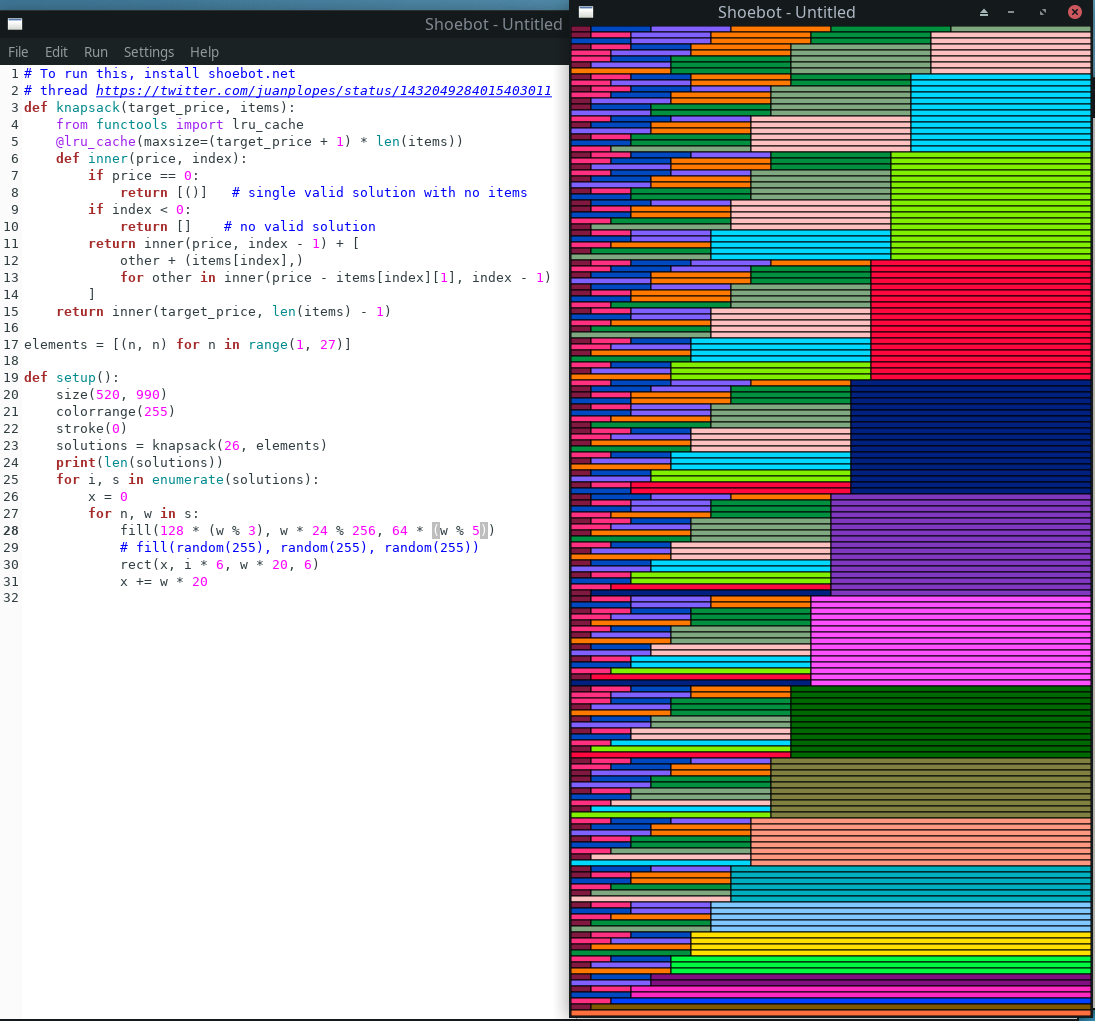 Shoebot - Untitled
File Edit Run Settings Help
1 # To run this, install shoebot.net
2 # thread https://twitter.com/juanplopes/status/1432049284015403011
3 def knapsack(target_price, items):
4     from functools import lru_cache
5     @lru_cache(maxsize=(target_price + 1) * len(items))
6     def inner(price, index):
7         if price == 0:
8             return [()]   # single valid solution with no items
9         if index < 0:
10             return []    # no valid solution
11         return inner(price, index - 1) + [
12             other + (items[index],)
13             for other in inner(price - items[index][1], index - 1)
14         ]
15     return inner(target_price, len(items) - 1)
16
17 elements = [(n, n) for n in range(1, 27)]
18
19 def setup():
20     size(520, 990)
21     colorrange(255)
22     stroke(0)
23     solutions = knapsack(26, elements)
24     print(len(solutions))
25     for i, s in enumerate(solutions):
26         x = 0
27         for n, w in s:
28             fill(128 * (w % 3), w * 24 % 256, 64 * (w % 5))
29             # fill(random(255), random(255), random(255))
30             rect(x, i * 6, w * 20, 6)
31             x += w * 20
32
Shoebot - Untitled